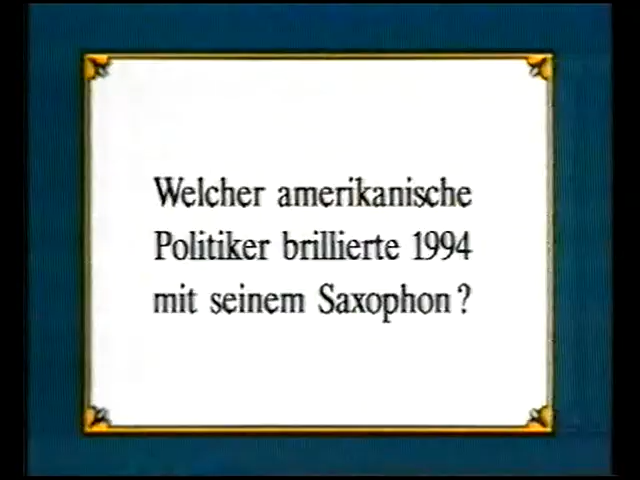 Welcher amerikanische
Politiker brillierte 1994
mit seinem Saxophon?